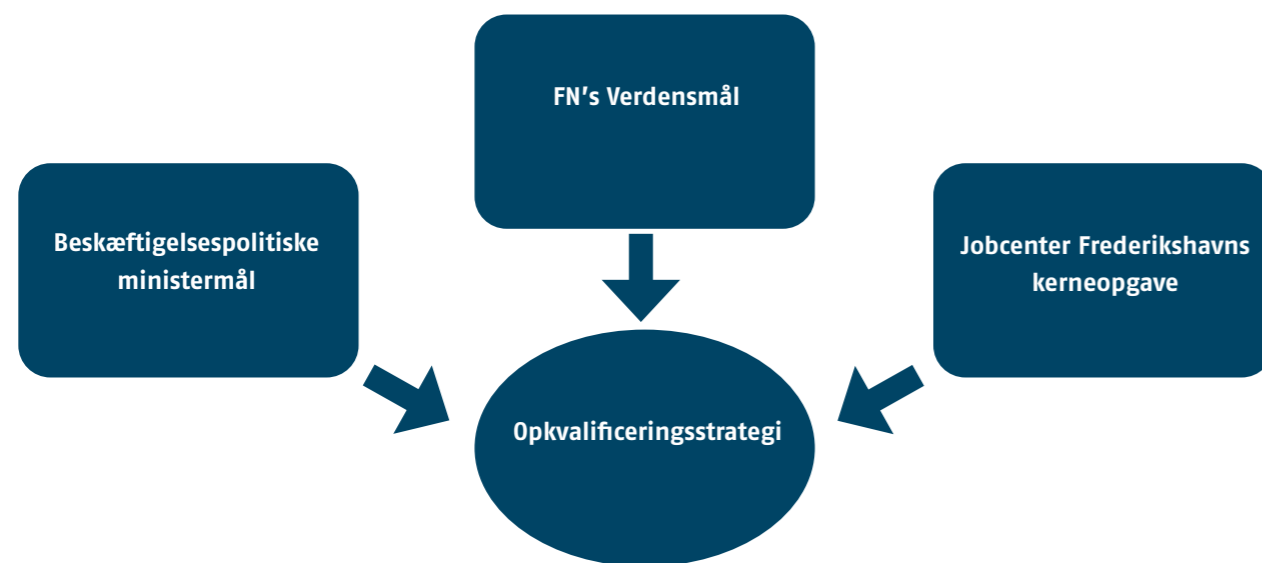 FN's Verdensmål
Beskæftigelsespolitiske
ministermål
Jobcenter Frederikshavns
kerneopgave
Opkvalificeringsstrategi